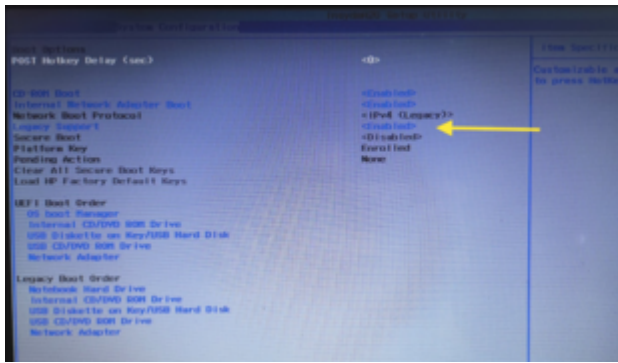 System Configuration
Boot Options
POST Hotkey Delay (sec) <0>
CD-ROM Boot <Enabled>
Internal Network Adapter Boot <Enabled>
Network Boot Protocol <IPv4 (Legacy)>
Legacy Support <Enabled>
Secure Boot <Disabled>
Platform Key Enrolled
Pending Action None
Clear All Secure Boot Keys
Load HP Factory Default Keys
UEFI Boot Order
OS boot Manager
Internal CD/DVD ROM Drive
USB Diskette on Key/USB Hard Disk
USB CD/DVD ROM Drive
Network Adapter
Legacy Boot Order
Notebook Hard Drive
Internal CD/DVD ROM Drive
USB Diskette on Key/USB Hard Disk
USB CD/DVD ROM Drive
Network Adapter
Item Specific
Customizable
to press